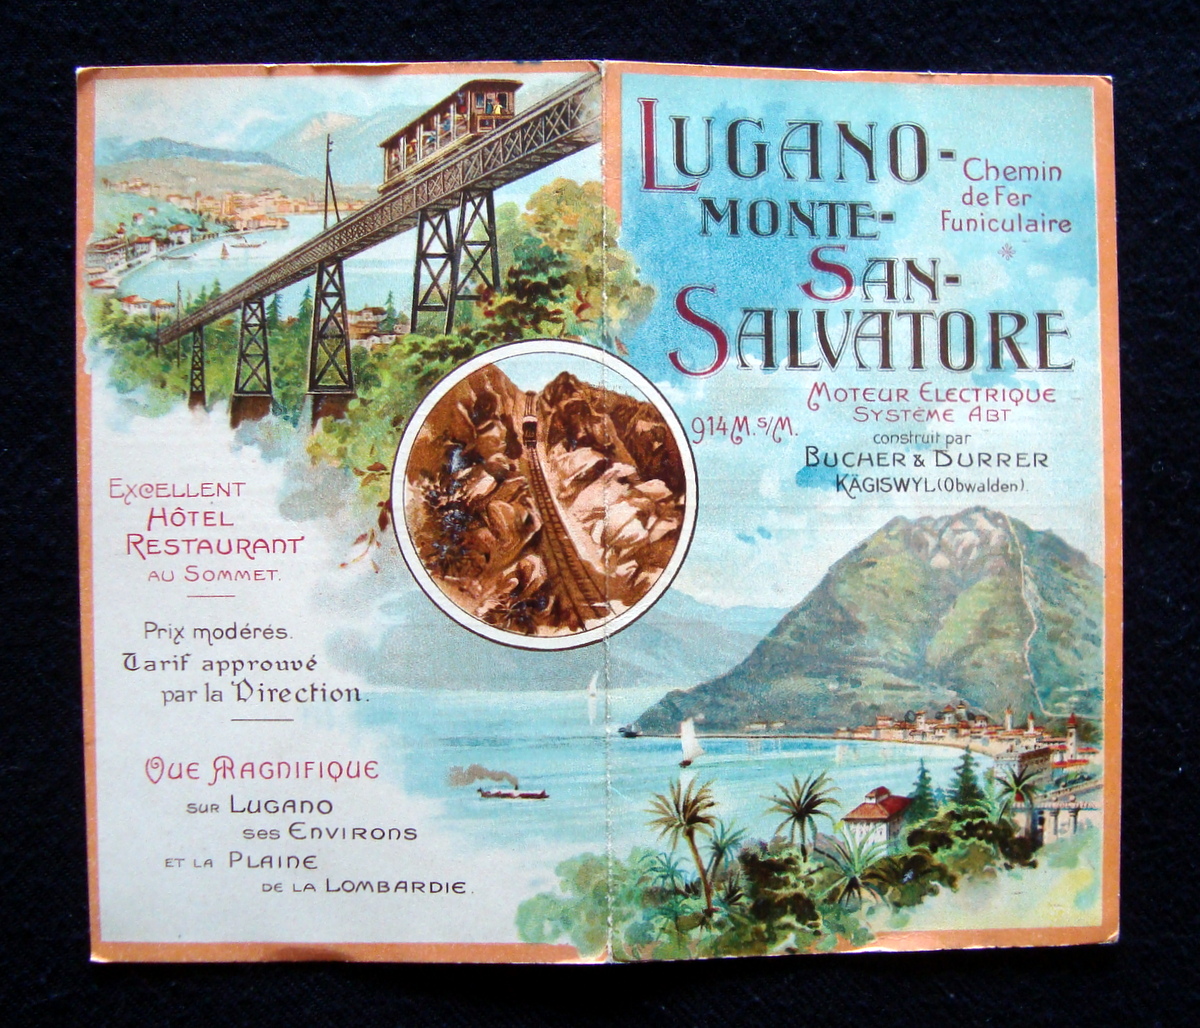 EXCELLENT
HÔTEL
RESTAURANT
AU SOMMET.
Prix modérés.
Tarif approuvé
par la Direction.
VUE MAGNIFIQUE
SUR LUGANO
SES ENVIRONS
ET LA PLAINE
DE LA LOMBARDIE.
LUGANO-
MONTE-
SAN-
SALVATORE
Chemin
de Fer
Funiculaire
MOTEUR ELECTRIQUE
SYSTÈME ABT
914 M. S/M.
construit par
BUCHER & DURRER
KÄGISWYL (Obwalden).